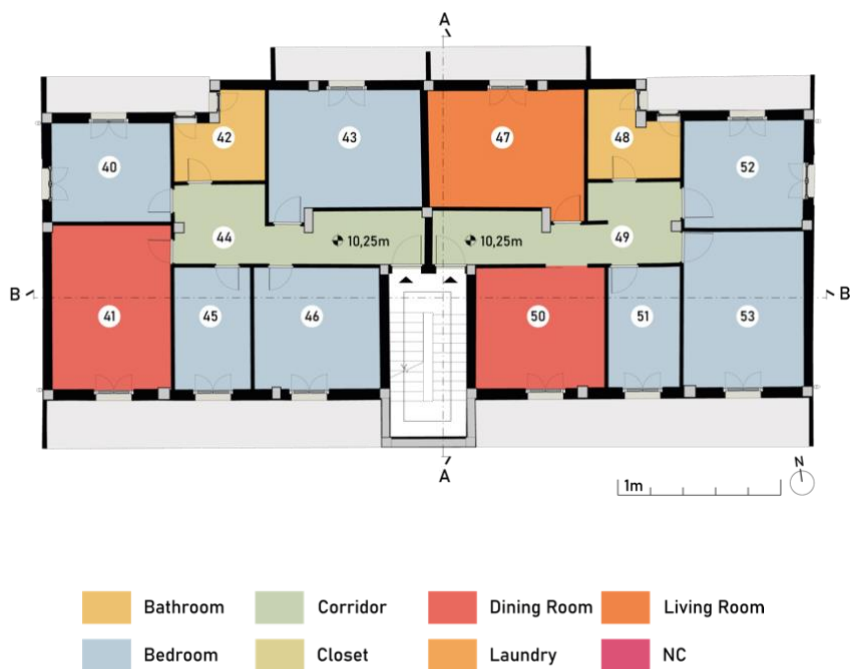 A
42
43
47
48
40
52
44
10,25m
10,25m
49
B
41
45
46
50
51
53
B
A
1m
N
Bathroom
Corridor
Dining Room
Living Room
Bedroom
Closet
Laundry
NC